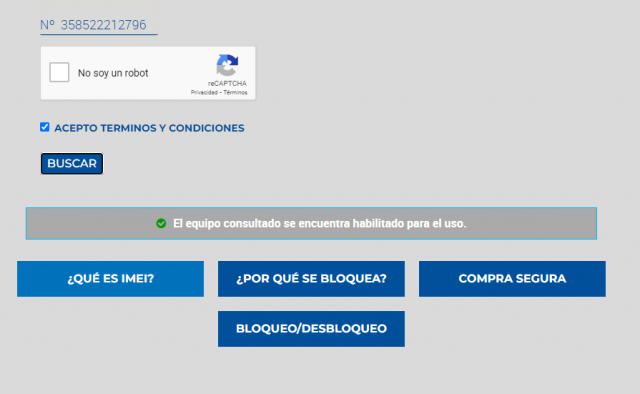 Nº 358522212796
No soy un robot
reCAPTCHA
Privacidad - Términos
ACEPTO TERMINOS Y CONDICIONES
BUSCAR
El equipo consultado se encuentra habilitado para el uso.
¿QUÉ ES IMEI?
¿POR QUÉ SE BLOQUEA?
COMPRA SEGURA
BLOQUEO/DESBLOQUEO